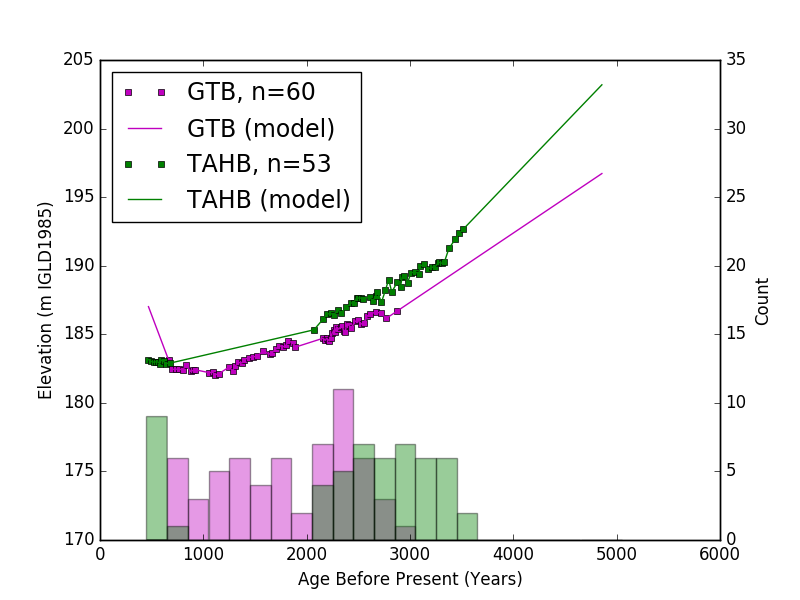 GTB, n=60
GTB (model)
TAHB, n=53
TAHB (model)
205
200
195
190
185
180
175
170
35
30
25
20
15
10
5
0
0 1000 2000 3000 4000 5000 6000
Elevation (m IGLD1985)
Count
Age Before Present (Years)